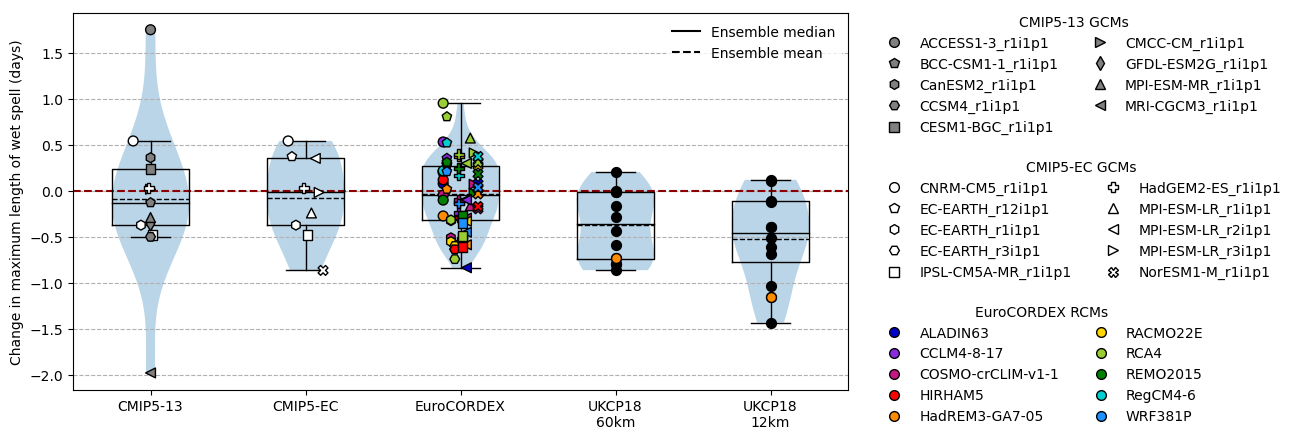 Change in maximum length of wet spell (days)
1.5
1.0
0.5
0.0
−0.5
−1.0
−1.5
−2.0
Ensemble median
Ensemble mean
CMIP5-13
CMIP5-EC
EuroCORDEX
UKCP18
60km
UKCP18
12km
CMIP5-13 GCMs
ACCESS1-3_r1i1p1
BCC-CSM1-1_r1i1p1
CanESM2_r1i1p1
CCSM4_r1i1p1
CESM1-BGC_r1i1p1
CMCC-CM_r1i1p1
GFDL-ESM2G_r1i1p1
MPI-ESM-MR_r1i1p1
MRI-CGCM3_r1i1p1
CMIP5-EC GCMs
CNRM-CM5_r1i1p1
EC-EARTH_r12i1p1
EC-EARTH_r1i1p1
EC-EARTH_r3i1p1
IPSL-CM5A-MR_r1i1p1
HadGEM2-ES_r1i1p1
MPI-ESM-LR_r1i1p1
MPI-ESM-LR_r2i1p1
MPI-ESM-LR_r3i1p1
NorESM1-M_r1i1p1
EuroCORDEX RCMs
ALADIN63
CCLM4-8-17
COSMO-crCLIM-v1-1
HIRHAM5
HadREM3-GA7-05
RACMO22E
RCA4
REMO2015
RegCM4-6
WRF381P